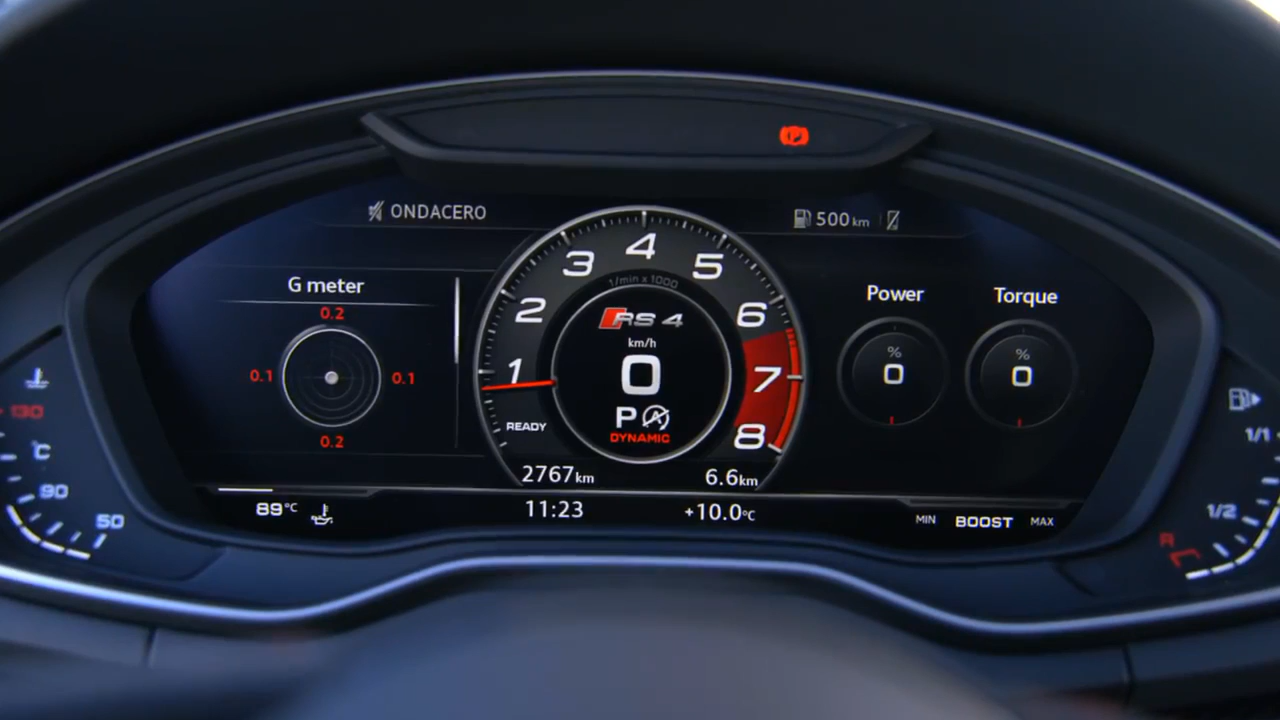 ONDACERO
500 km
G meter
0.2
0.1
0.1
0.2
1
2
3
4
5
6
7
8
1/min x 1000
RS 4
km/h
0
P A
DYNAMIC
READY
2767 km
6.6 km
Power
%
0
Torque
%
0
130
°C
90
50
1/1
1/2
R
89 °C
11:23
+10.0 °C
MIN BOOST MAX